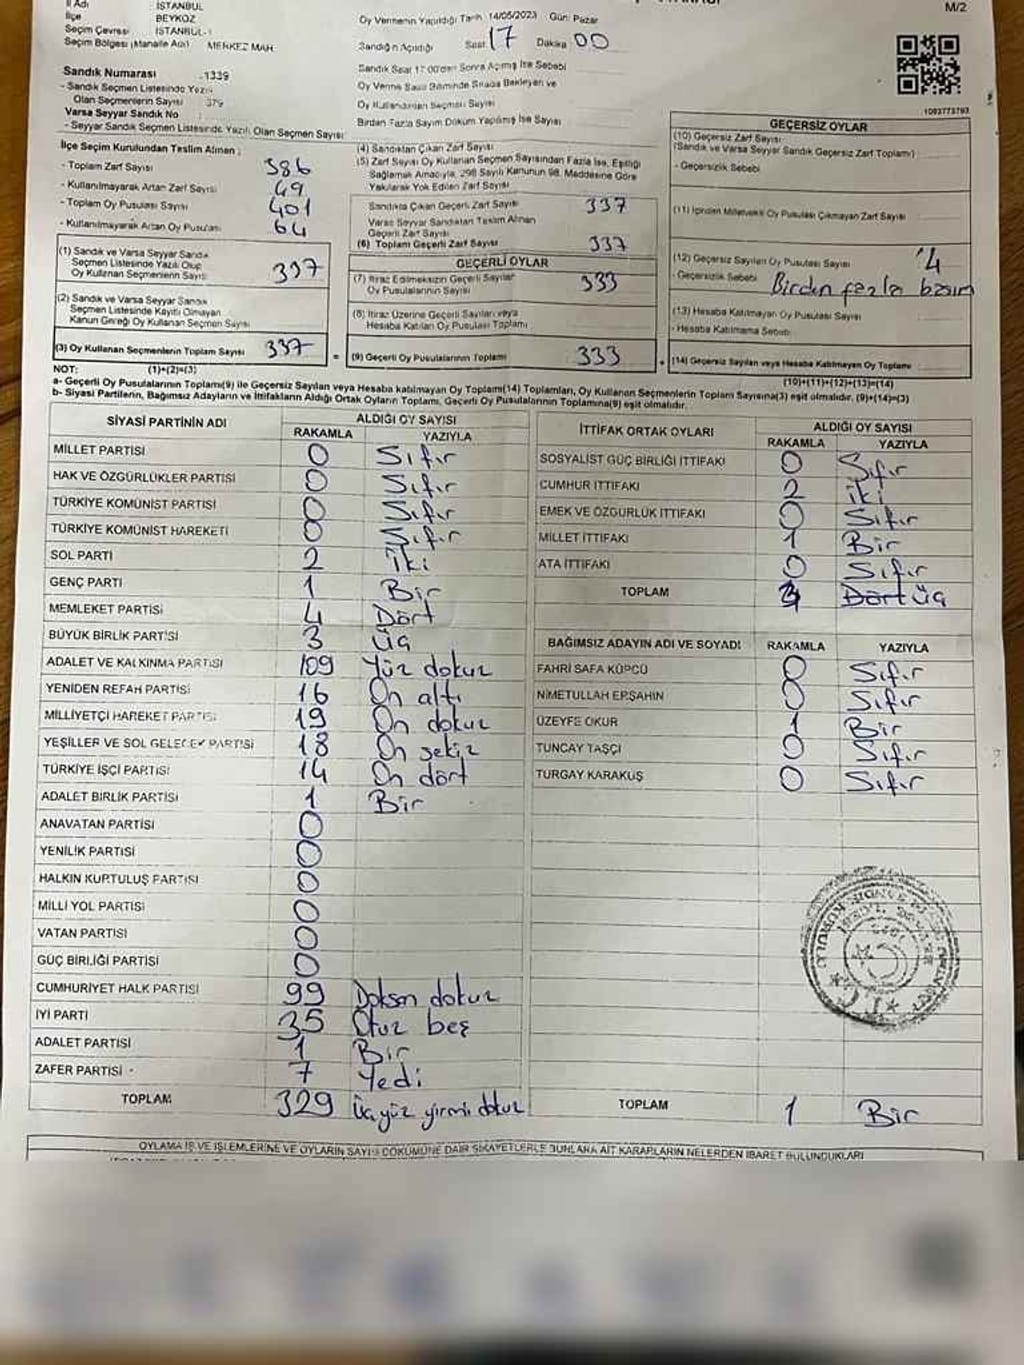 M/2
İl Adı : İSTANBUL
İlçe BEYKOZ
Seçim Çevresi İSTANBUL-1
Seçim Bölgesi (Mahalle Adı) MERKEZ MAH.
Oy Vermenin Yapıldığı Tarih :14/05/2023 Gün: Pazar
Sandığın Açıldığı Saat 17 Dakika 00
Sandık Saat 17:00'den Sonra Açılmış İse Sebebi
Oy Verme Saati Bitiminde Sırada Bekleyen ve
Oy Kullandırılan Seçmen Sayısı
Birden Fazla Sayım Döküm Yapılmış İse Sayısı
Sandık Numarası : 1339
- Sandık Seçmen Listesinde Yazılı
Olan Seçmenlerin Sayısı 379
Varsa Seyyar Sandık No
- Seyyar Sandık Seçmen Listesinde Yazılı Olan Seçmen Sayısı
1093773793
İlçe Seçim Kurulundan Teslim Alınan :
- Toplam Zarf Sayısı 386
- Kullanılmayarak Artan Zarf Sayısı 49
- Toplam Oy Pusulası Sayısı 401
- Kullanılmayarak Artan Oy Pusulası 64
(1) Sandık ve Varsa Seyyar Sandık
Seçmen Listesinde Yazılı Olup
Oy Kullanan Seçmenlerin Sayısı 337
(2) Sandık ve Varsa Seyyar Sandık
Seçmen Listesinde Kayıtlı Olmayan
Kanun Gereği Oy Kullanan Seçmen Sayısı
(3) Oy Kullanan Seçmenlerin Toplam Sayısı 337
(4) Sandıktan Çıkan Zarf Sayısı
(5) Zarf Sayısı Oy Kullanan Seçmen Sayısından Fazla İse, Eşitliği
Sağlamak Amacıyla, 298 Sayılı Kanunun 98. Maddesine Göre
Yakılarak Yok Edilen Zarf Sayısı
Sandıkta Çıkan Geçerli Zarf Sayısı 337
Varsa Seyyar Sandıktan Teslim Alınan
Geçerli Zarf Sayısı
(6) Toplam Geçerli Zarf Sayısı 337
GEÇERLİ OYLAR
(7) İtiraz Edilmeksizin Geçerli Sayılan
Oy Pusulalarının Sayısı 333
(8) İtiraz Üzerine Geçerli Sayılan veya
Hesaba Katılan Oy Pusulası Toplamı
= (9) Geçerli Oy Pusulalarının Toplamı 333
GEÇERSİZ OYLAR
(10) Geçersiz Zarf Sayısı
(Sandık ve Varsa Seyyar Sandık Geçersiz Zarf Toplamı)
- Geçersizlik Sebebi
(11) İçinden Milletvekili Oy Pusulası Çıkmayan Zarf Sayısı
(12) Geçersiz Sayılan Oy Pusulası Sayısı 4
- Geçersizlik Sebebi Birden fazla basım
(13) Hesaba Katılmayan Oy Pusulası Sayısı
- Hesaba Katılmama Sebebi
+ (14) Geçersiz Sayılan veya Hesaba Katılmayan Oy Toplamı
NOT: (1)+(2)=(3) (10)+(11)+(12)+(13)=(14)
a- Geçerli Oy Pusulalarının Toplamı(9) ile Geçersiz Sayılan veya Hesaba katılmayan Oy Toplamı(14) Toplamları, Oy Kullanan Seçmenlerin Toplam Sayısına(3) eşit olmalıdır. (9)+(14)=(3)
b- Siyasi Partilerin, Bağımsız Adayların ve İttifakların Aldığı Ortak Oyların Toplamı, Geçerli Oy Pusulalarının Toplamına(9) eşit olmalıdır.
SİYASİ PARTİNİN ADI ALDIĞI OY SAYISI
RAKAMLA YAZIYLA
MİLLET PARTİSİ 0 Sıfır
HAK VE ÖZGÜRLÜKLER PARTİSİ 0 Sıfır
TÜRKİYE KOMÜNİST PARTİSİ 0 Sıfır
TÜRKİYE KOMÜNİST HAREKETİ 0 Sıfır
SOL PARTİ 2 İki
GENÇ PARTİ 1 Bir
MEMLEKET PARTİSİ 4 Dört
BÜYÜK BİRLİK PARTİSİ 3 Üç
ADALET VE KALKINMA PARTİSİ 109 Yüz dokuz
YENİDEN REFAH PARTİSİ 16 On altı
MİLLİYETÇİ HAREKET PARTİSİ 19 On dokuz
YEŞİLLER VE SOL GELECEK PARTİSİ 18 On sekiz
TÜRKİYE İŞÇİ PARTİSİ 14 On dört
ADALET BİRLİK PARTİSİ 1 Bir
ANAVATAN PARTİSİ 0
YENİLİK PARTİSİ 0
HALKIN KURTULUŞ PARTİSİ 0
MİLLİ YOL PARTİSİ 0
VATAN PARTİSİ 0
GÜÇ BİRLİĞİ PARTİSİ 0
CUMHURİYET HALK PARTİSİ 99 Doksan dokuz
İYİ PARTİ 35 Otuz beş
ADALET PARTİSİ 1 Bir
ZAFER PARTİSİ 7 Yedi
TOPLAM 329 Üçyüz yirmi dokuz
İTTİFAK ORTAK OYLARI ALDIĞI OY SAYISI
RAKAMLA YAZIYLA
SOSYALİST GÜÇ BİRLİĞİ İTTİFAKI 0 Sıfır
CUMHUR İTTİFAKI 2 iki
EMEK VE ÖZGÜRLÜK İTTİFAKI 0 Sıfır
MİLLET İTTİFAKI 1 Bir
ATA İTTİFAKI 0 Sıfır
TOPLAM 3 Dört Üç
BAĞIMSIZ ADAYIN ADI VE SOYADI RAKAMLA YAZIYLA
FAHRİ SAFA KÜPCÜ 0 Sıfır
NİMETULLAH ERŞAHİN 0 Sıfır
ÜZEYFE OKUR 1 Bir
TUNCAY TAŞÇI 0 Sıfır
TURGAY KARAKUŞ 0 Sıfır
TOPLAM 1 Bir
OYLAMA İŞ VE İŞLEMLERİNE VE OYLARIN SAYIM DÖKÜMÜNE DAİR ŞİKAYETLERLE BUNLARA AİT KARARLARIN NELERDEN İBARET BULUNDUKLARI